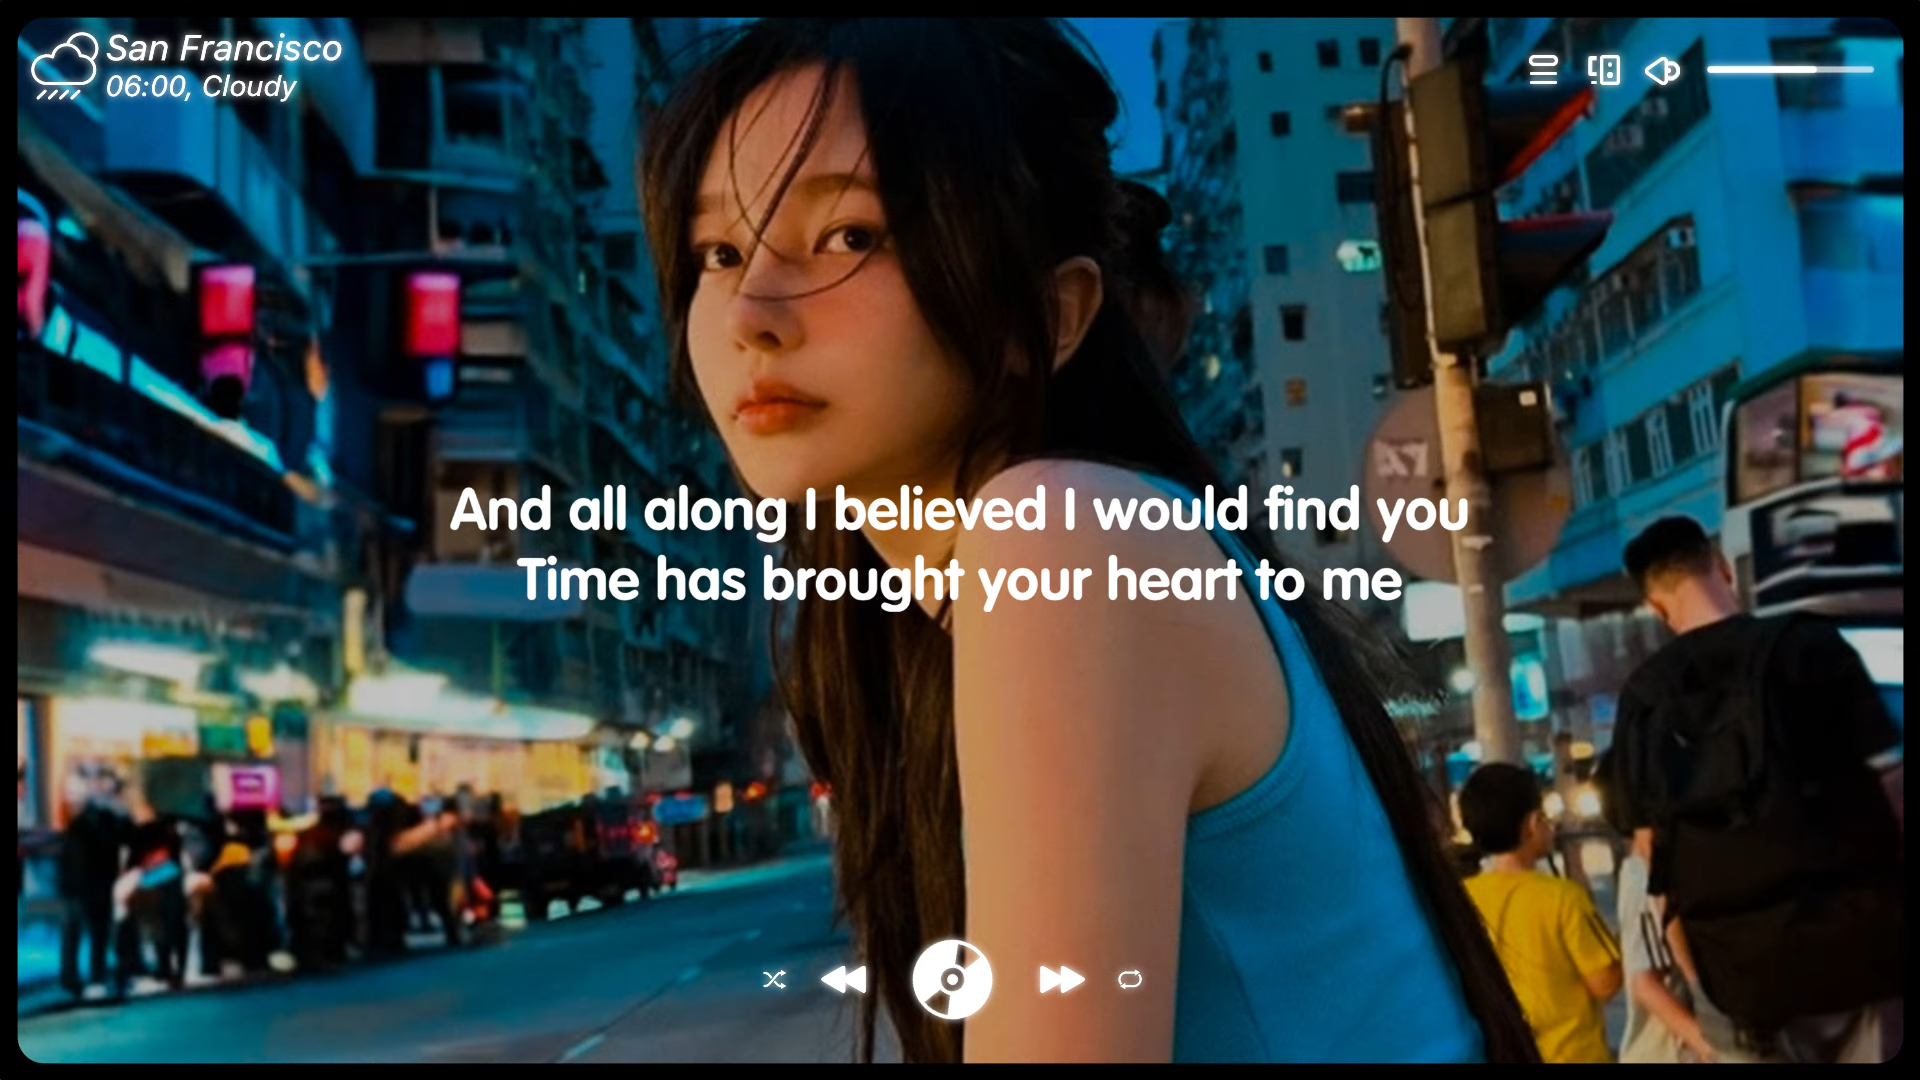 San Francisco
06:00, Cloudy
And all along I believed I would find you
Time has brought your heart to me